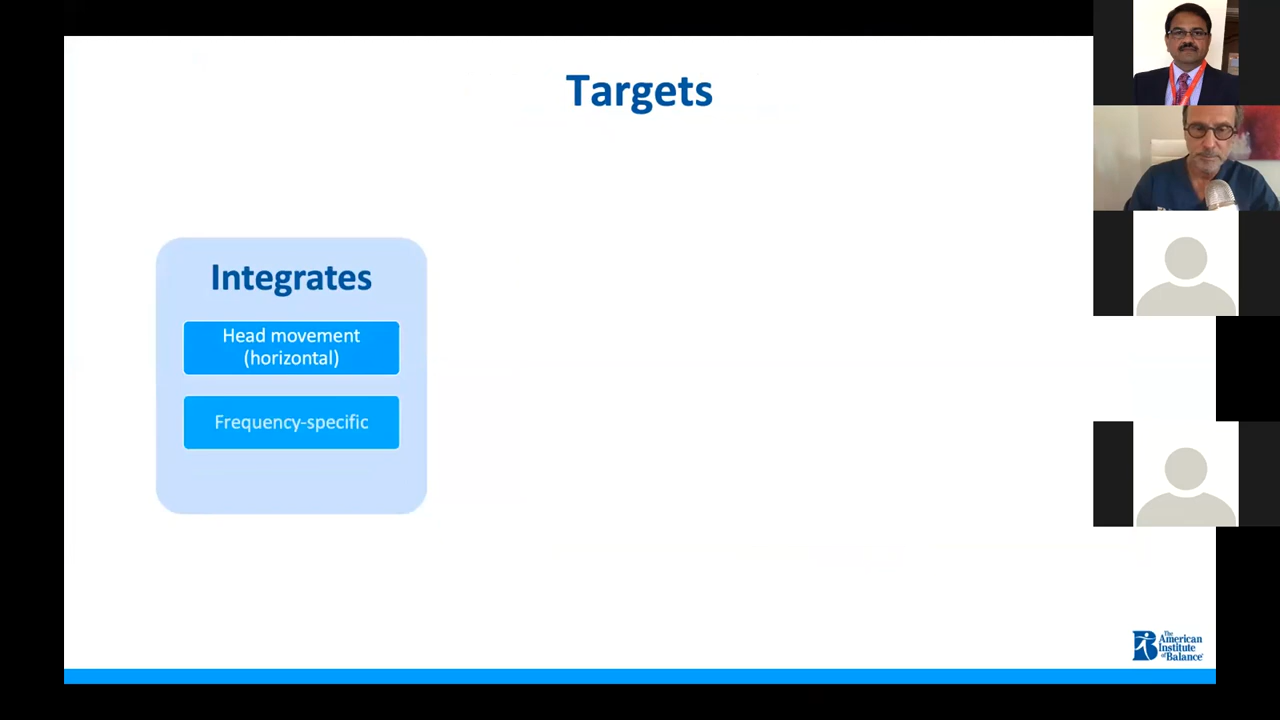 Targets
Integrates
Head movement
(horizontal)
Frequency-specific
The
American
Institute
of Balance